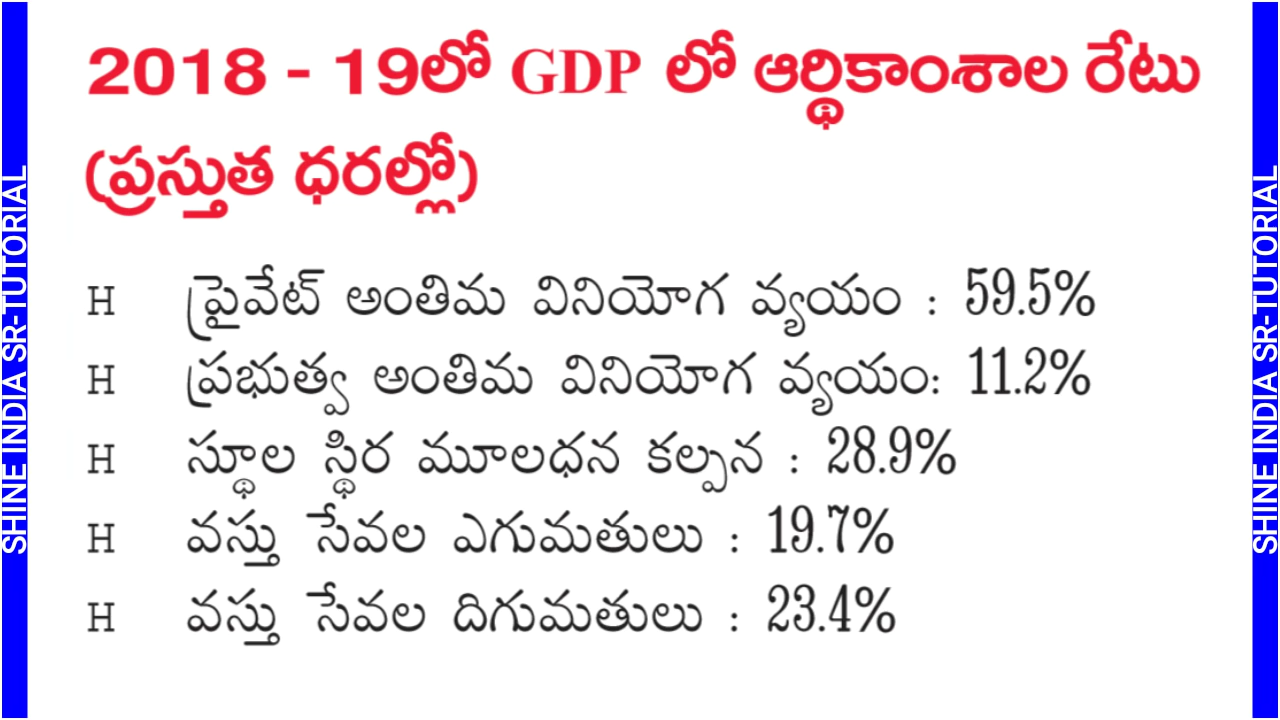 2018 - 19లో GDP లో ఆర్థికాంశాల రేటు
(ప్రస్తుత ధరల్లో)
H ప్రైవేట్ అంతిమ వినియోగ వ్యయం : 59.5%
H ప్రభుత్వ అంతిమ వినియోగ వ్యయం: 11.2%
H స్థూల స్థిర మూలధన కల్పన : 28.9%
H వస్తు సేవల ఎగుమతులు : 19.7%
H వస్తు సేవల దిగుమతులు : 23.4%
SHINE INDIA SR-TUTORIAL
SHINE INDIA SR-TUTORIAL